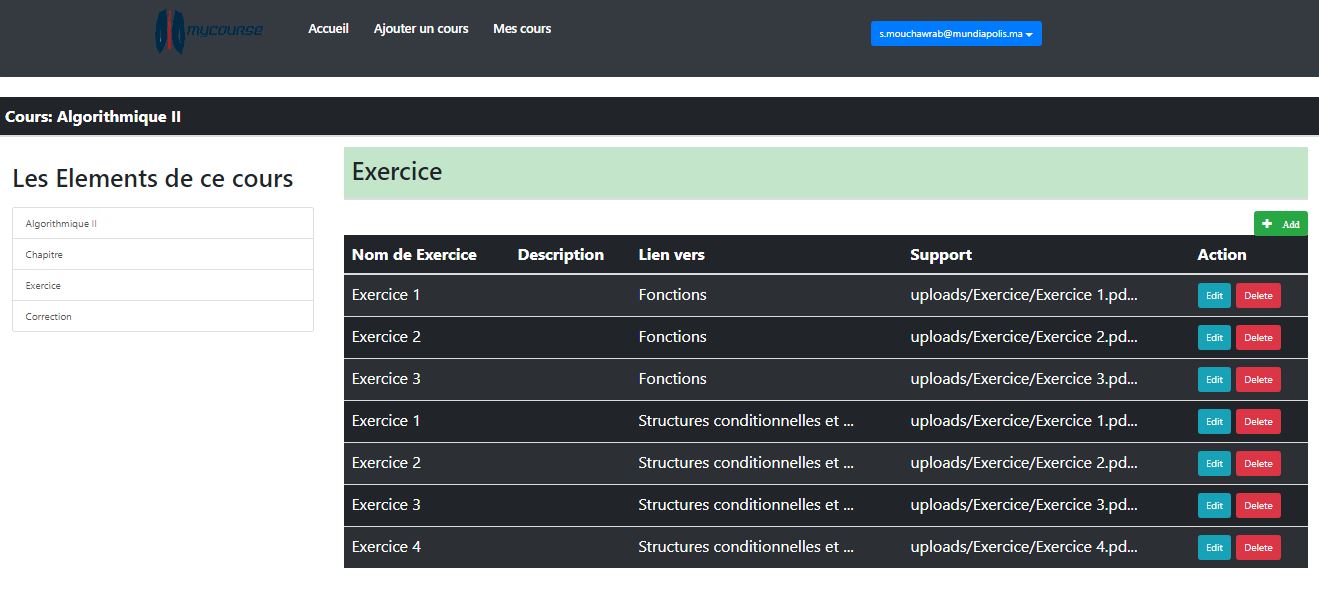 mycourse
Accueil Ajouter un cours Mes cours
s.mouchawrab@mundiapolis.ma
Cours: Algorithmique II
Les Elements de ce cours
Algorithmique II
Chapitre
Exercice
Correction
Exercice
Add
Nom de Exercice Description Lien vers Support Action
Exercice 1 Fonctions uploads/Exercice/Exercice 1.pd... Edit Delete
Exercice 2 Fonctions uploads/Exercice/Exercice 2.pd... Edit Delete
Exercice 3 Fonctions uploads/Exercice/Exercice 3.pd... Edit Delete
Exercice 1 Structures conditionnelles et ... uploads/Exercice/Exercice 1.pd... Edit Delete
Exercice 2 Structures conditionnelles et ... uploads/Exercice/Exercice 2.pd... Edit Delete
Exercice 3 Structures conditionnelles et ... uploads/Exercice/Exercice 3.pd... Edit Delete
Exercice 4 Structures conditionnelles et ... uploads/Exercice/Exercice 4.pd... Edit Delete